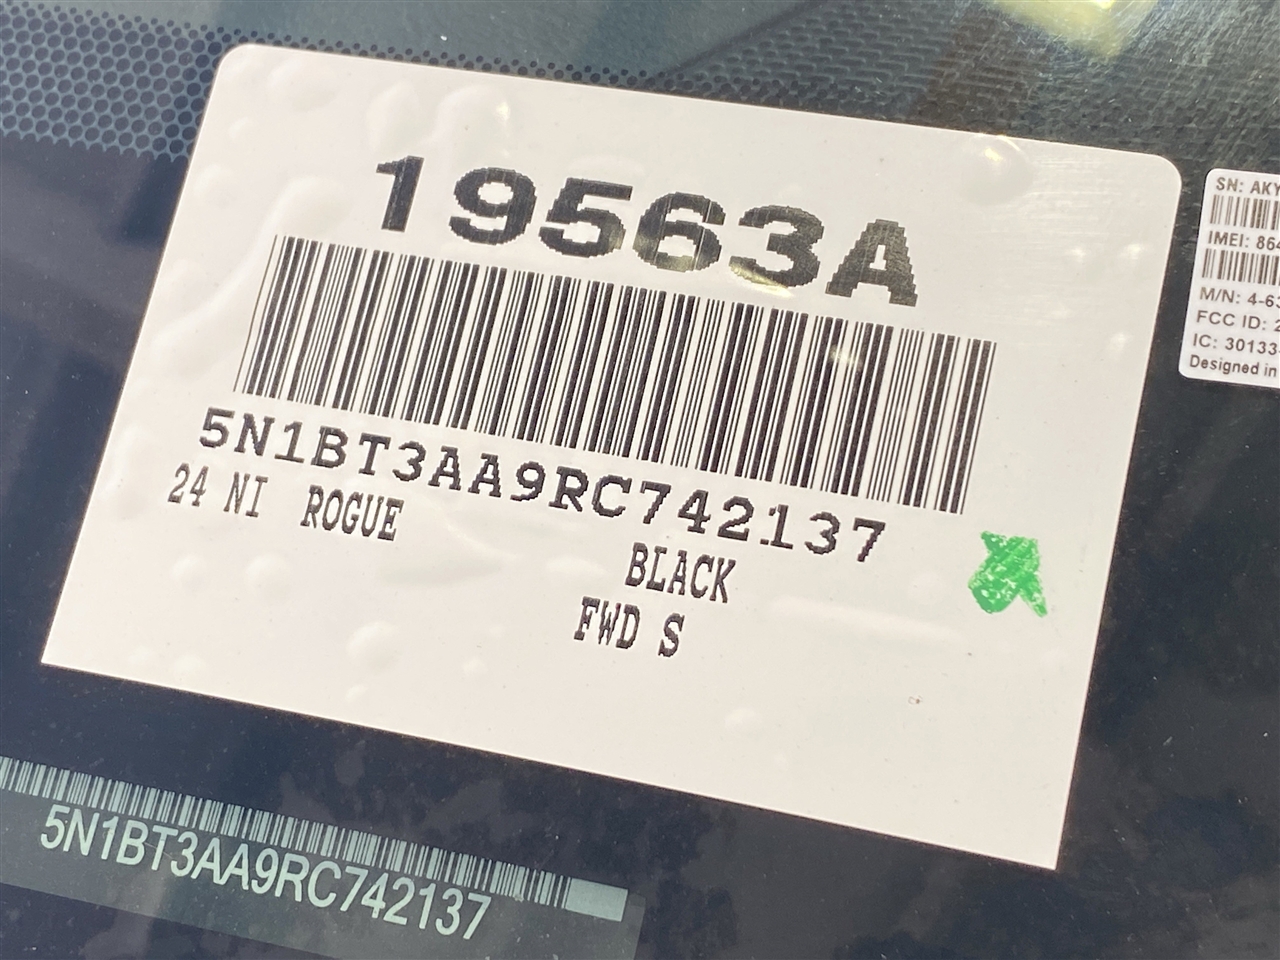 19563A
5N1BT3AA9RC742137
24 NI ROGUE
BLACK
FWD S
SN: AKY
IMEI: 864
M/N: 4-63
FCC ID: 2
IC: 30133
Designed in
5N1BT3AA9RC742137